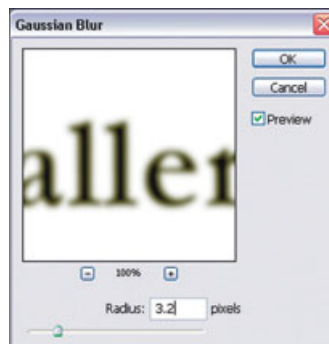 Gaussian Blur
OK
Cancel
Preview
aller
100%
Radius: 3.2 pixels